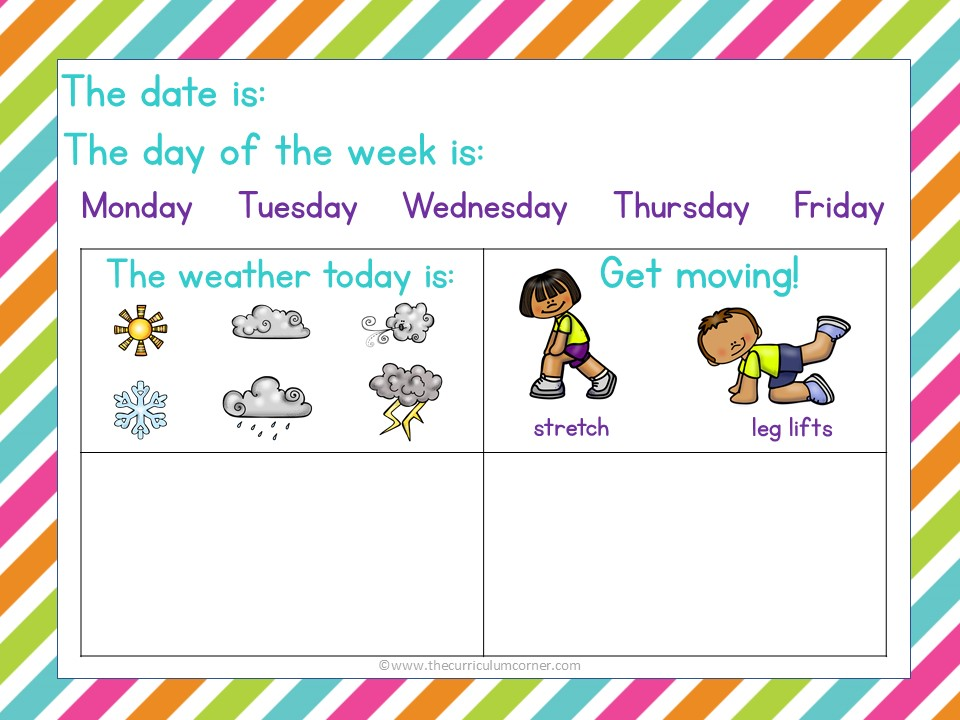 The date is:
The day of the week is:
Monday Tuesday Wednesday Thursday Friday
The weather today is:
Get moving!
stretch
leg lifts
©www.thecurriculumcorner.com